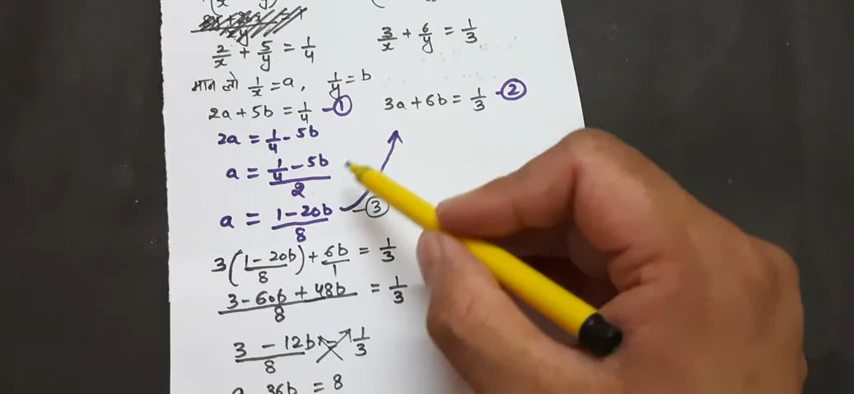 2/x + 5/y = 1/4    3/x + 6/y = 1/3
मान लो 1/x = a, 1/y = b
2a + 5b = 1/4 - ①    3a + 6b = 1/3 - ②
2a = 1/4 - 5b
a = (1/4 - 5b)/2
a = (1 - 20b)/8 - ③
3((1 - 20b)/8) + 6b/1 = 1/3
(3 - 60b + 48b)/8 = 1/3
(3 - 12b)/8 = 1/3
36b = 8